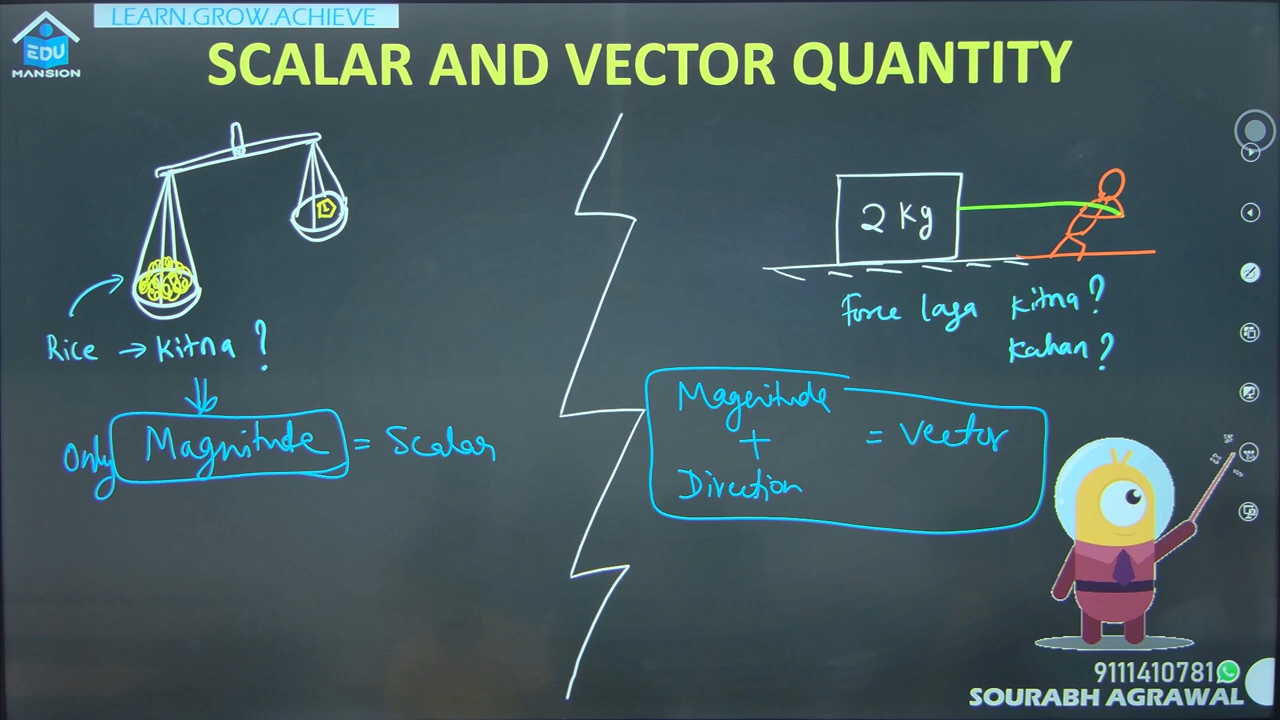 LEARN.GROW.ACHIEVE
EDU
MANSION
SCALAR AND VECTOR QUANTITY
1
Rice → Kitna ?
Only Magnitude = Scalar
2 Kg
Force laga Kitna ?
Kahan ?
Magnitude
+ = Vector
Direction
9111410781
SOURABH AGRAWAL